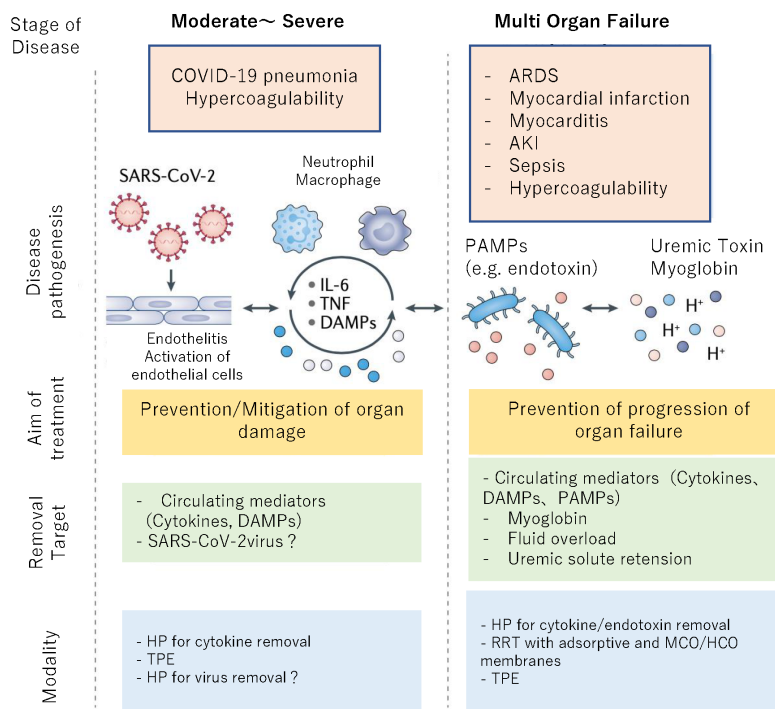 Stage of
Disease
Moderate～ Severe
Multi Organ Failure
COVID-19 pneumonia
Hypercoagulability
- ARDS
- Myocardial infarction
- Myocarditis
- AKI
- Sepsis
- Hypercoagulability
Disease
pathogenesis
SARS-CoV-2
Neutrophil
Macrophage
IL-6
TNF
DAMPs
Endothelitis
Activation of
endothelial cells
PAMPs
(e.g. endotoxin)
Uremic Toxin
Myoglobin
H⁺
H⁺
H⁺
Aim of
treatment
Prevention/Mitigation of organ
damage
Prevention of progression of
organ failure
Removal
Target
- Circulating mediators
(Cytokines, DAMPs)
- SARS-CoV-2virus？
- Circulating mediators（Cytokines、
DAMPs、PAMPs）
- Myoglobin
- Fluid overload
- Uremic solute retension
Modality
- HP for cytokine removal
- TPE
- HP for virus removal？
- HP for cytokine/endotoxin removal
- RRT with adsorptive and MCO/HCO
membranes
- TPE